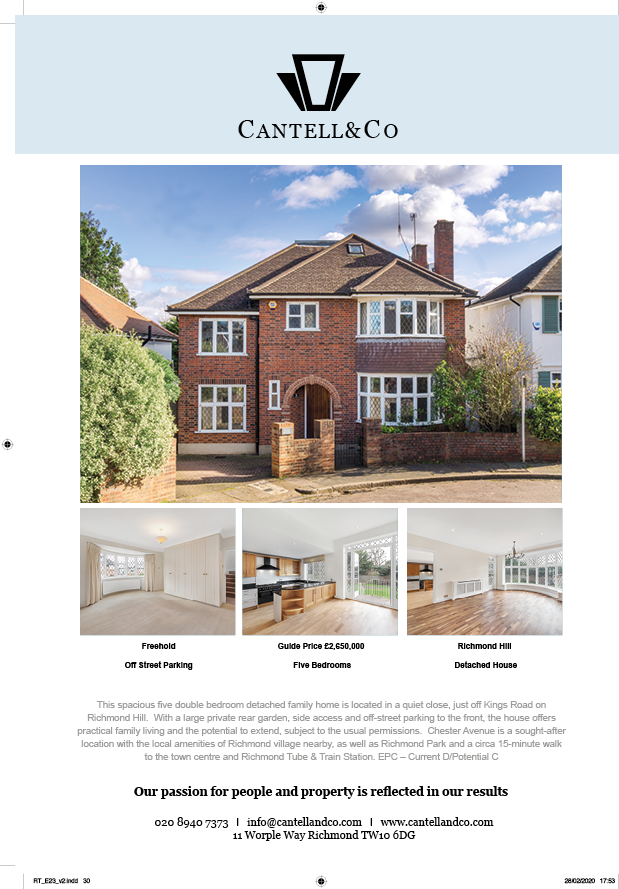 CANTELL&CO
Freehold
Guide Price £2,650,000
Richmond Hill
Off Street Parking
Five Bedrooms
Detached House
This spacious five double bedroom detached family home is located in a quiet close, just off Kings Road on
Richmond Hill.  With a large private rear garden, side access and off-street parking to the front, the house offers
practical family living and the potential to extend, subject to the usual permissions.  Chester Avenue is a sought-after
location with the local amenities of Richmond village nearby, as well as Richmond Park and a circa 15-minute walk
to the town centre and Richmond Tube & Train Station. EPC – Current D/Potential C
Our passion for people and property is reflected in our results
020 8940 7373  |  info@cantellandco.com  |  www.cantellandco.com
11 Worple Way Richmond TW10 6DG
RT_E23_v2.indd   30
28/02/2020   17:53